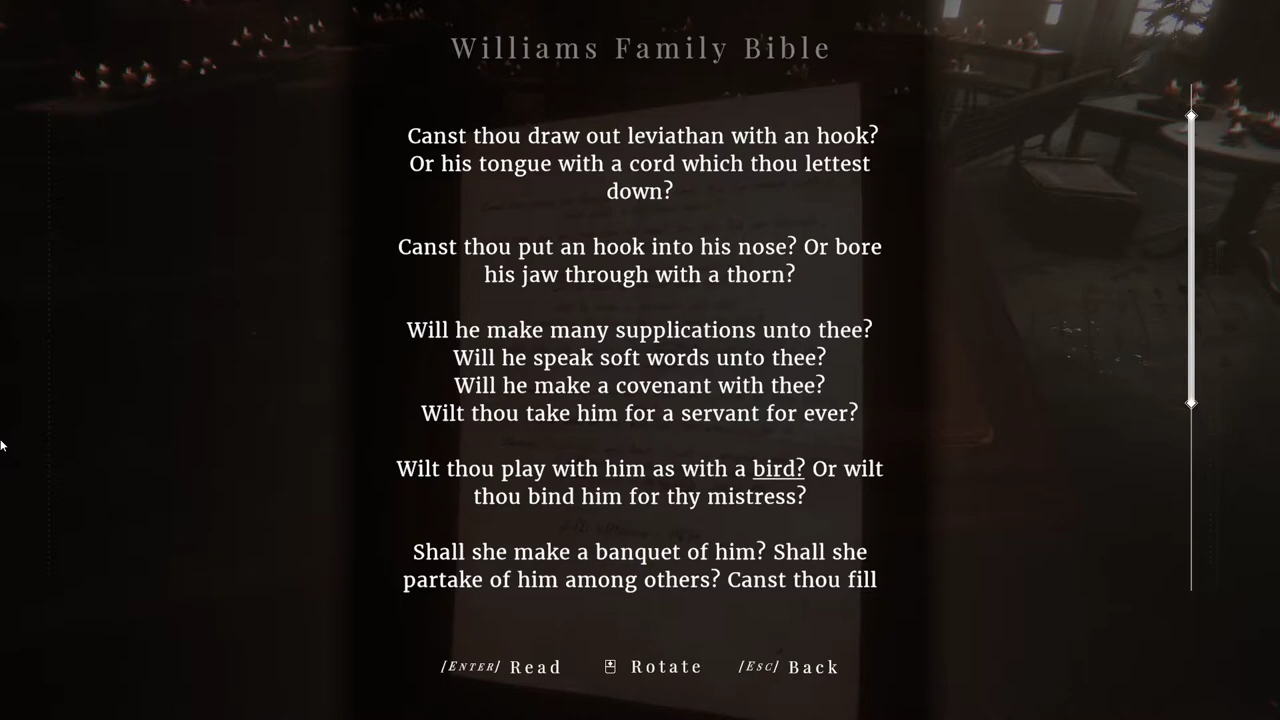 Williams Family Bible
Canst thou draw out leviathan with an hook?
Or his tongue with a cord which thou lettest
down?
Canst thou put an hook into his nose? Or bore
his jaw through with a thorn?
Will he make many supplications unto thee?
Will he speak soft words unto thee?
Will he make a covenant with thee?
Wilt thou take him for a servant for ever?
Wilt thou play with him as with a bird? Or wilt
thou bind him for thy mistress?
Shall she make a banquet of him? Shall she
partake of him among others? Canst thou fill
/ENTER/ Read Rotate /ESC/ Back